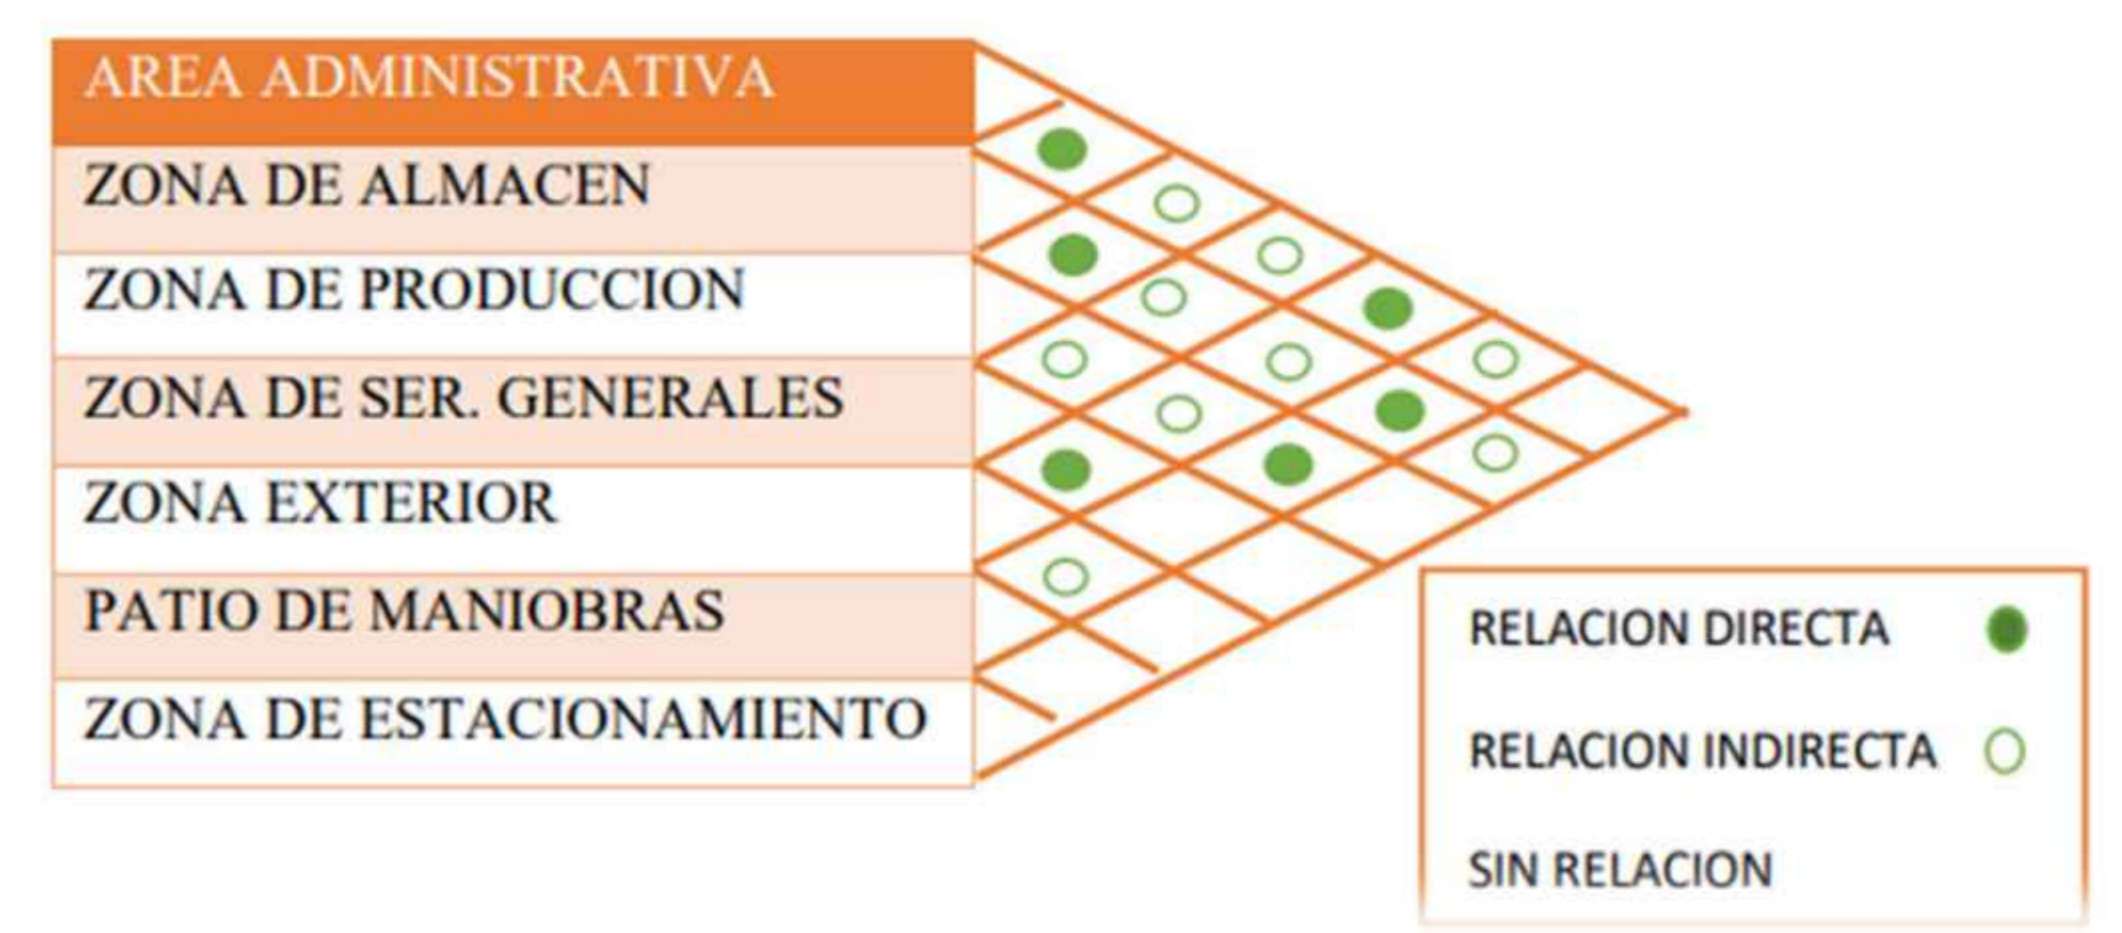 AREA ADMINISTRATIVA
ZONA DE ALMACEN
ZONA DE PRODUCCION
ZONA DE SER. GENERALES
ZONA EXTERIOR
PATIO DE MANIOBRAS
ZONA DE ESTACIONAMIENTO
RELACION DIRECTA
RELACION INDIRECTA
SIN RELACION